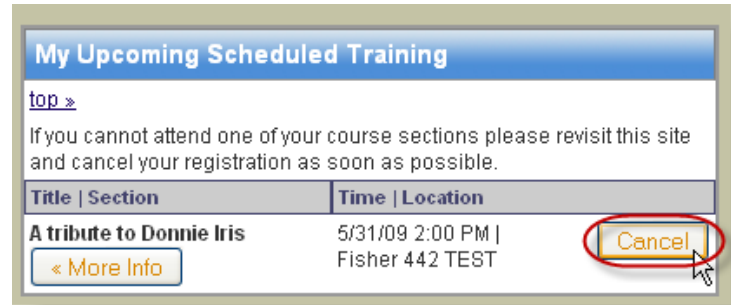 My Upcoming Scheduled Training
top »
If you cannot attend one of your course sections please revisit this site
and cancel your registration as soon as possible.
Title | Section
Time | Location
A tribute to Donnie Iris
« More Info
5/31/09 2:00 PM |
Fisher 442 TEST
Cancel